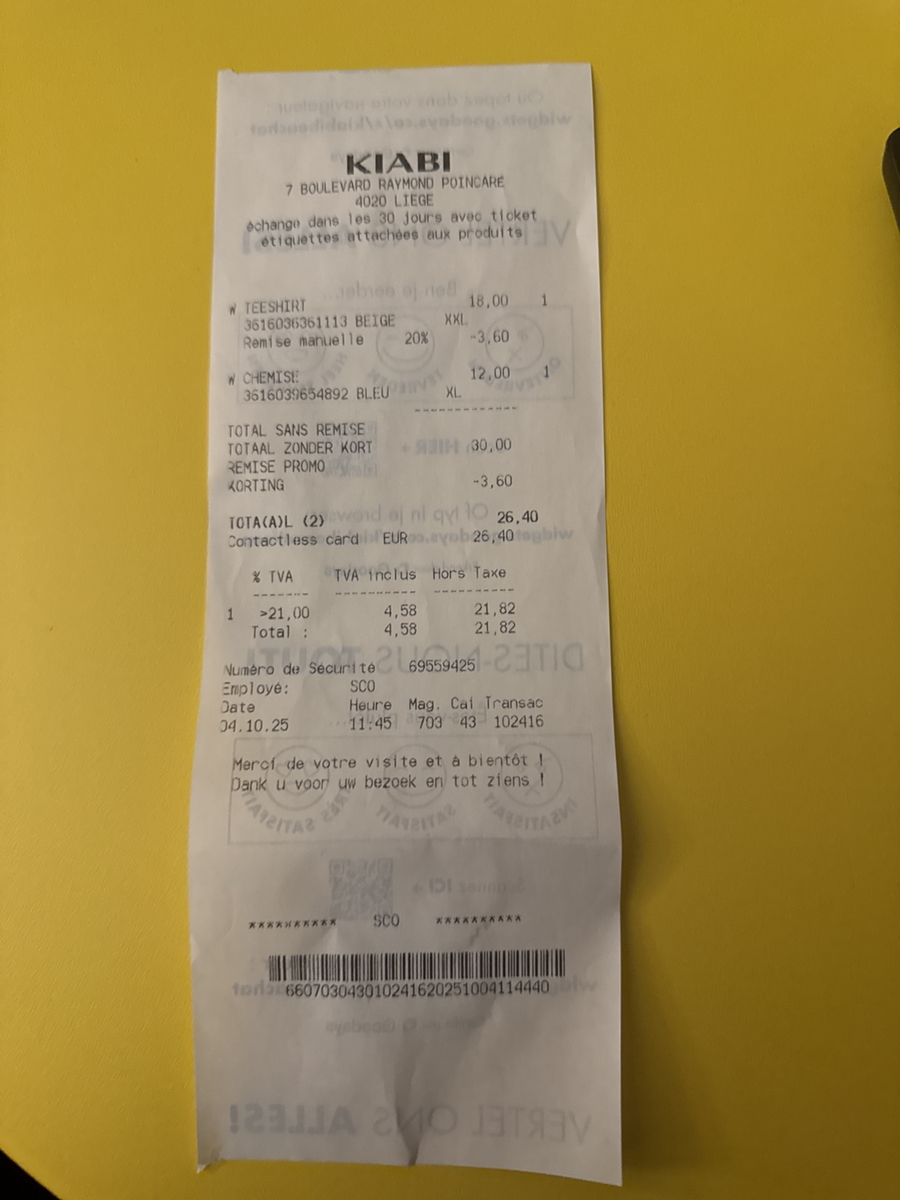 KIABI
7 BOULEVARD RAYMOND POINCARÉ
4020 LIEGE
échange dans les 30 jours avec ticket
étiquettes attachées aux produits
W TEESHIRT 18,00 1
3616036361113 BEIGE XXL
Remise manuelle 20% -3,60
W CHEMISE 12,00 1
3616039654892 BLEU XL
------------
TOTAL SANS REMISE
TOTAAL ZONDER KORT 30,00
REMISE PROMO
KORTING -3,60
TOTA(A)L (2) 26,40
Contactless card EUR 26,40
% TVA TVA inclus Hors Taxe
------- ---------- ----------
1 >21,00 4,58 21,82
Total : 4,58 21,82
Numéro de Sécurité 69559425
Employé: SCO
Date Heure Mag. Cai Transac
04.10.25 11:45 703 43 102416
Merci de votre visite et à bientôt !
Dank u voor uw bezoek en tot ziens !
********** SCO **********
660703043010241620251004114440